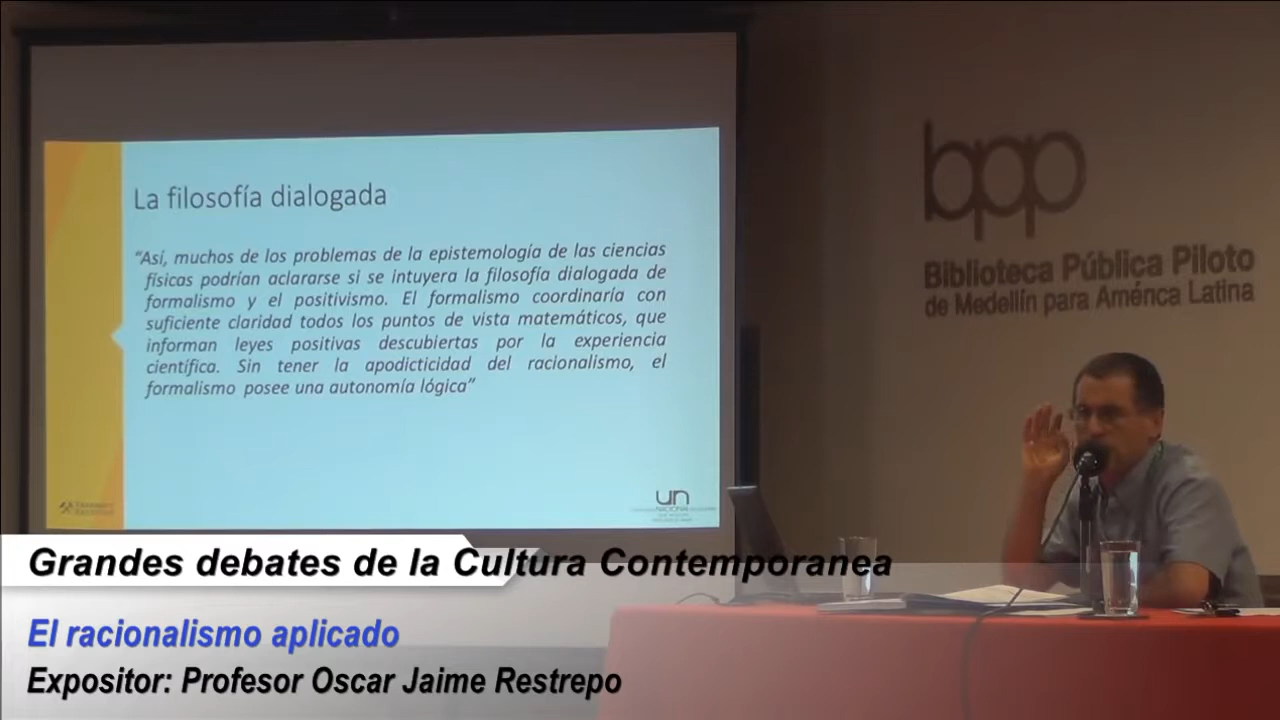 La filosofía dialogada
“Así, muchos de los problemas de la epistemología de las ciencias
físicas podrían aclararse si se intuyera la filosofía dialogada de
formalismo y el positivismo. El formalismo coordinaría con
suficiente claridad todos los puntos de vista matemáticos, que
informan leyes positivas descubiertas por la experiencia
científica. Sin tener la apodicticidad del racionalismo, el
formalismo posee una autonomía lógica”
un
NACIONAL
bpp
Biblioteca Pública Piloto
de Medellín para América Latina
Grandes debates de la Cultura Contemporanea
El racionalismo aplicado
Expositor: Profesor Oscar Jaime Restrepo